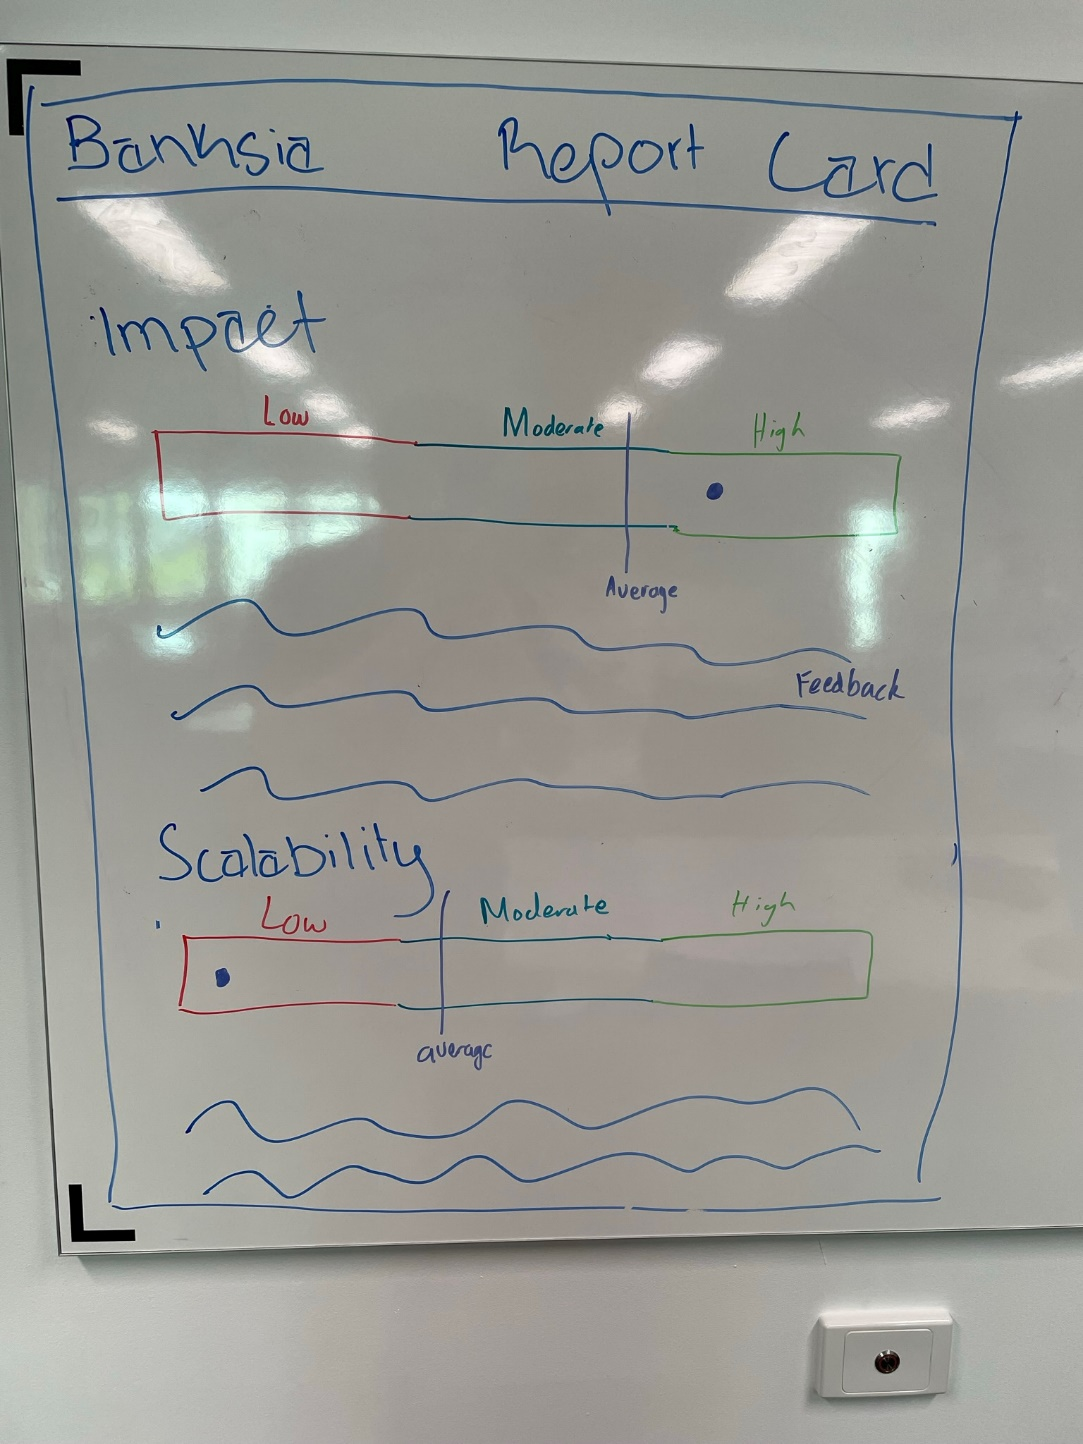 Banksia Report Card
Impact
Low Moderate High
Average
Feedback
Scalability
Low Moderate High
average